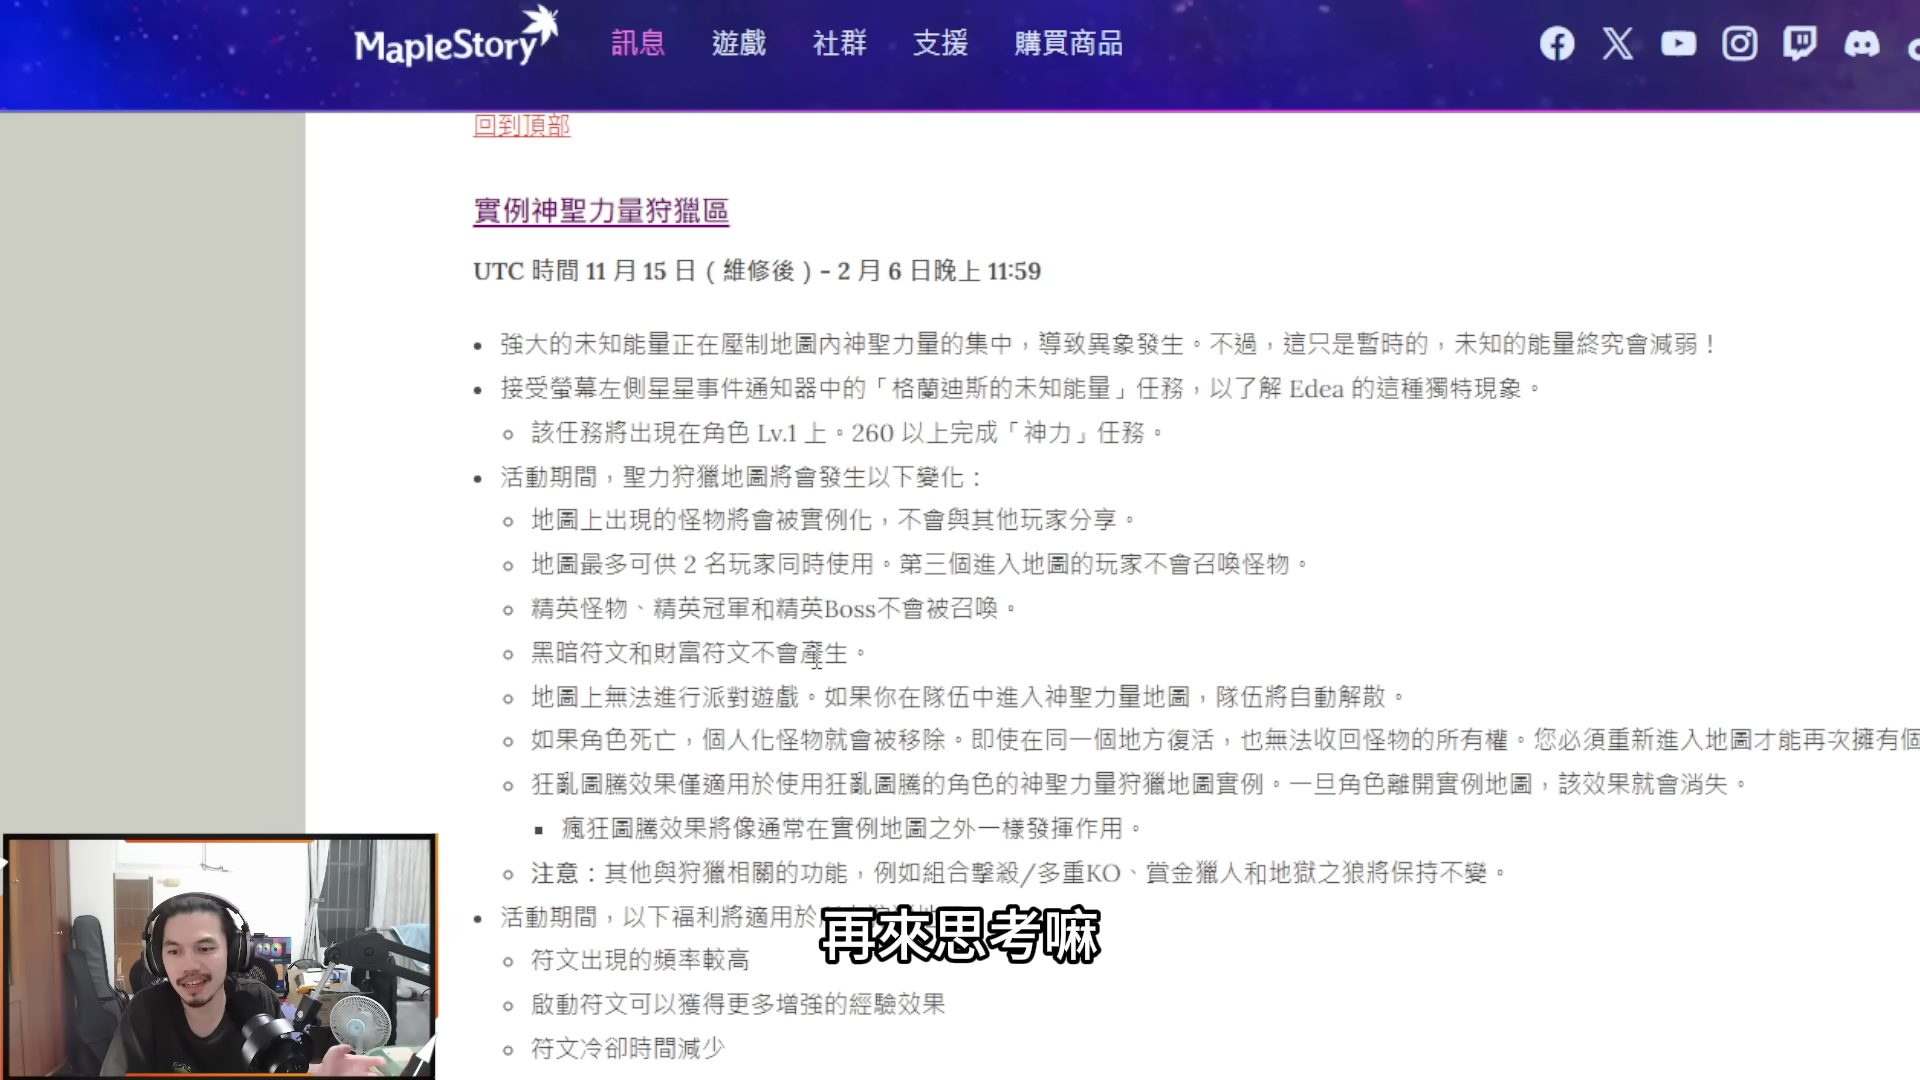 MapleStory
訊息 遊戲 社群 支援 購買商品
回到頂部
實例神聖力量狩獵區
UTC 時間 11 月 15 日（維修後）- 2 月 6 日晚上 11:59
強大的未知能量正在壓制地圖內神聖力量的集中，導致異象發生。不過，這只是暫時的，未知的能量終究會減弱！
接受螢幕左側星星事件通知器中的「格蘭迪斯的未知能量」任務，以了解 Edea 的這種獨特現象。
該任務將出現在角色 Lv.1 上。260 以上完成「神力」任務。
活動期間，聖力狩獵地圖將會發生以下變化：
地圖上出現的怪物將會被實例化，不會與其他玩家分享。
地圖最多可供 2 名玩家同時使用。第三個進入地圖的玩家不會召喚怪物。
精英怪物、精英冠軍和精英Boss不會被召喚。
黑暗符文和財富符文不會產生。
地圖上無法進行派對遊戲。如果你在隊伍中進入神聖力量地圖，隊伍將自動解散。
如果角色死亡，個人化怪物就會被移除。即使在同一個地方復活，也無法收回怪物的所有權。您必須重新進入地圖才能再次擁有個
狂亂圖騰效果僅適用於使用狂亂圖騰的角色的神聖力量狩獵地圖實例。一旦角色離開實例地圖，該效果就會消失。
瘋狂圖騰效果將像通常在實例地圖之外一樣發揮作用。
注意：其他與狩獵相關的功能，例如組合擊殺/多重KO、賞金獵人和地獄之狼將保持不變。
活動期間，以下福利將適用於
再來思考嘛
符文出現的頻率較高
啟動符文可以獲得更多增強的經驗效果
符文冷卻時間減少